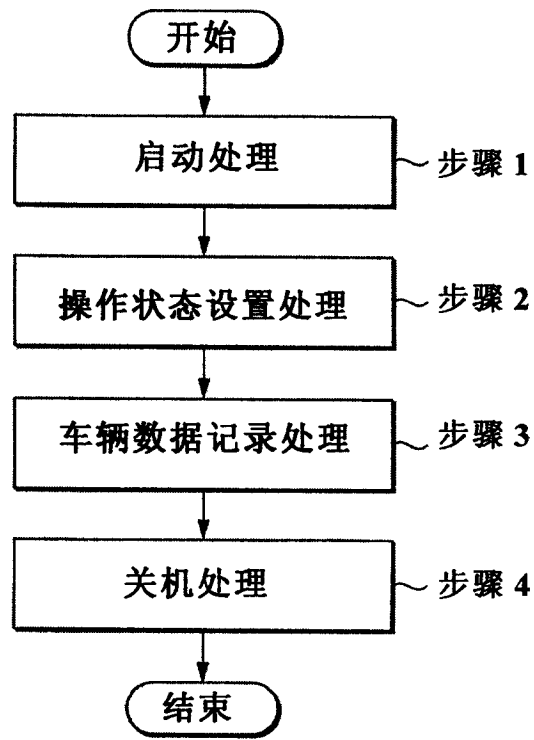 开始
启动处理
步骤 1
操作状态设置处理
步骤 2
车辆数据记录处理
步骤 3
关机处理
步骤 4
结束